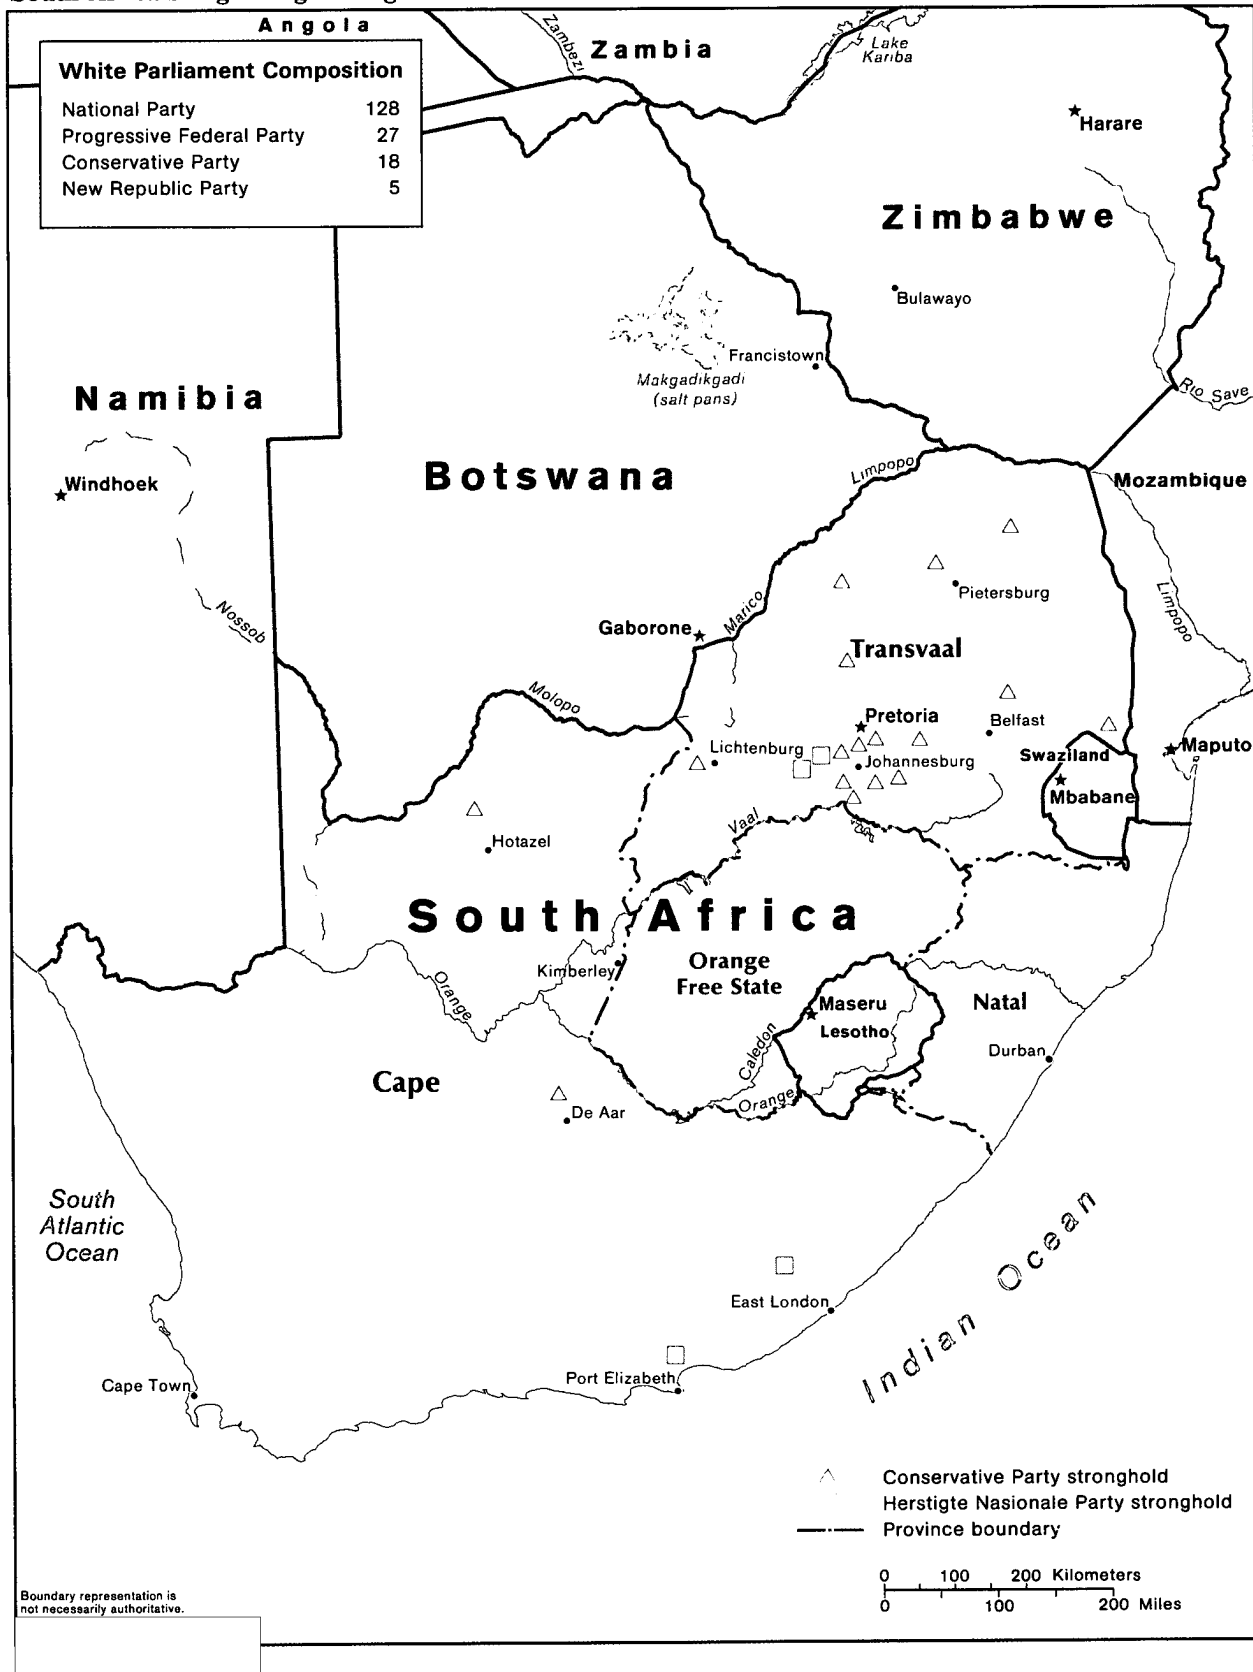 Angola
Zambezi
Zambia
Lake
Kariba
White Parliament Composition
National Party 128
Progressive Federal Party 27
Conservative Party 18
New Republic Party 5
Harare
Zimbabwe
Bulawayo
Francistown
Makgadikgadi
(salt pans)
Rio Save
Namibia
Windhoek
Botswana
Limpopo
Mozambique
Limpopo
Pietersburg
Nossob
Gaborone
Marico
Transvaal
Molopo
Pretoria
Belfast
Lichtenburg
Johannesburg
Swaziland
Maputo
Mbabane
Hotazel
Vaal
South Africa
Kimberley
Orange
Free State
Orange
Maseru
Lesotho
Natal
Caledon
Durban
Cape
Orange
De Aar
South
Atlantic
Ocean
Indian Ocean
East London
Port Elizabeth
Cape Town
Conservative Party stronghold
Herstigte Nasionale Party stronghold
Province boundary
0 100 200 Kilometers
0 100 200 Miles
Boundary representation is
not necessarily authoritative.